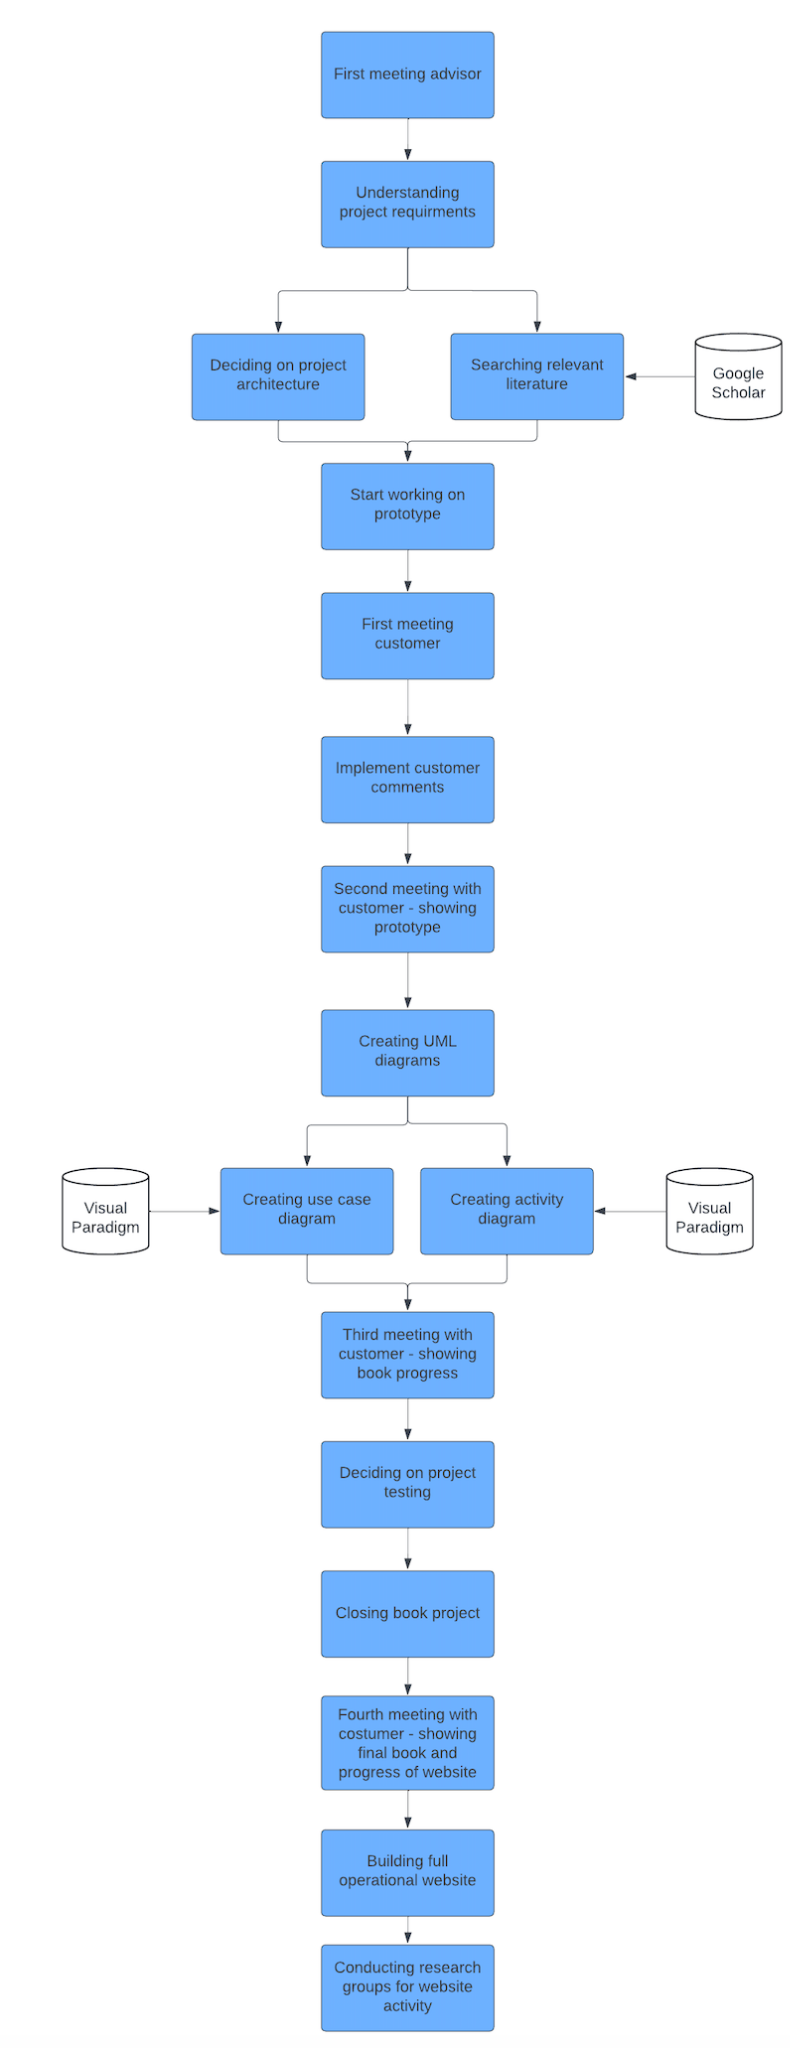 First meeting advisor
Understanding
project requirments
Deciding on project
architecture
Searching relevant
literature
Google
Scholar
Start working on
prototype
First meeting
customer
Implement customer
comments
Second meeting with
customer - showing
prototype
Creating UML
diagrams
Visual
Paradigm
Creating use case
diagram
Creating activity
diagram
Visual
Paradigm
Third meeting with
customer - showing
book progress
Deciding on project
testing
Closing book project
Fourth meeting with
costumer - showing
final book and
progress of website
Building full
operational website
Conducting research
groups for website
activity